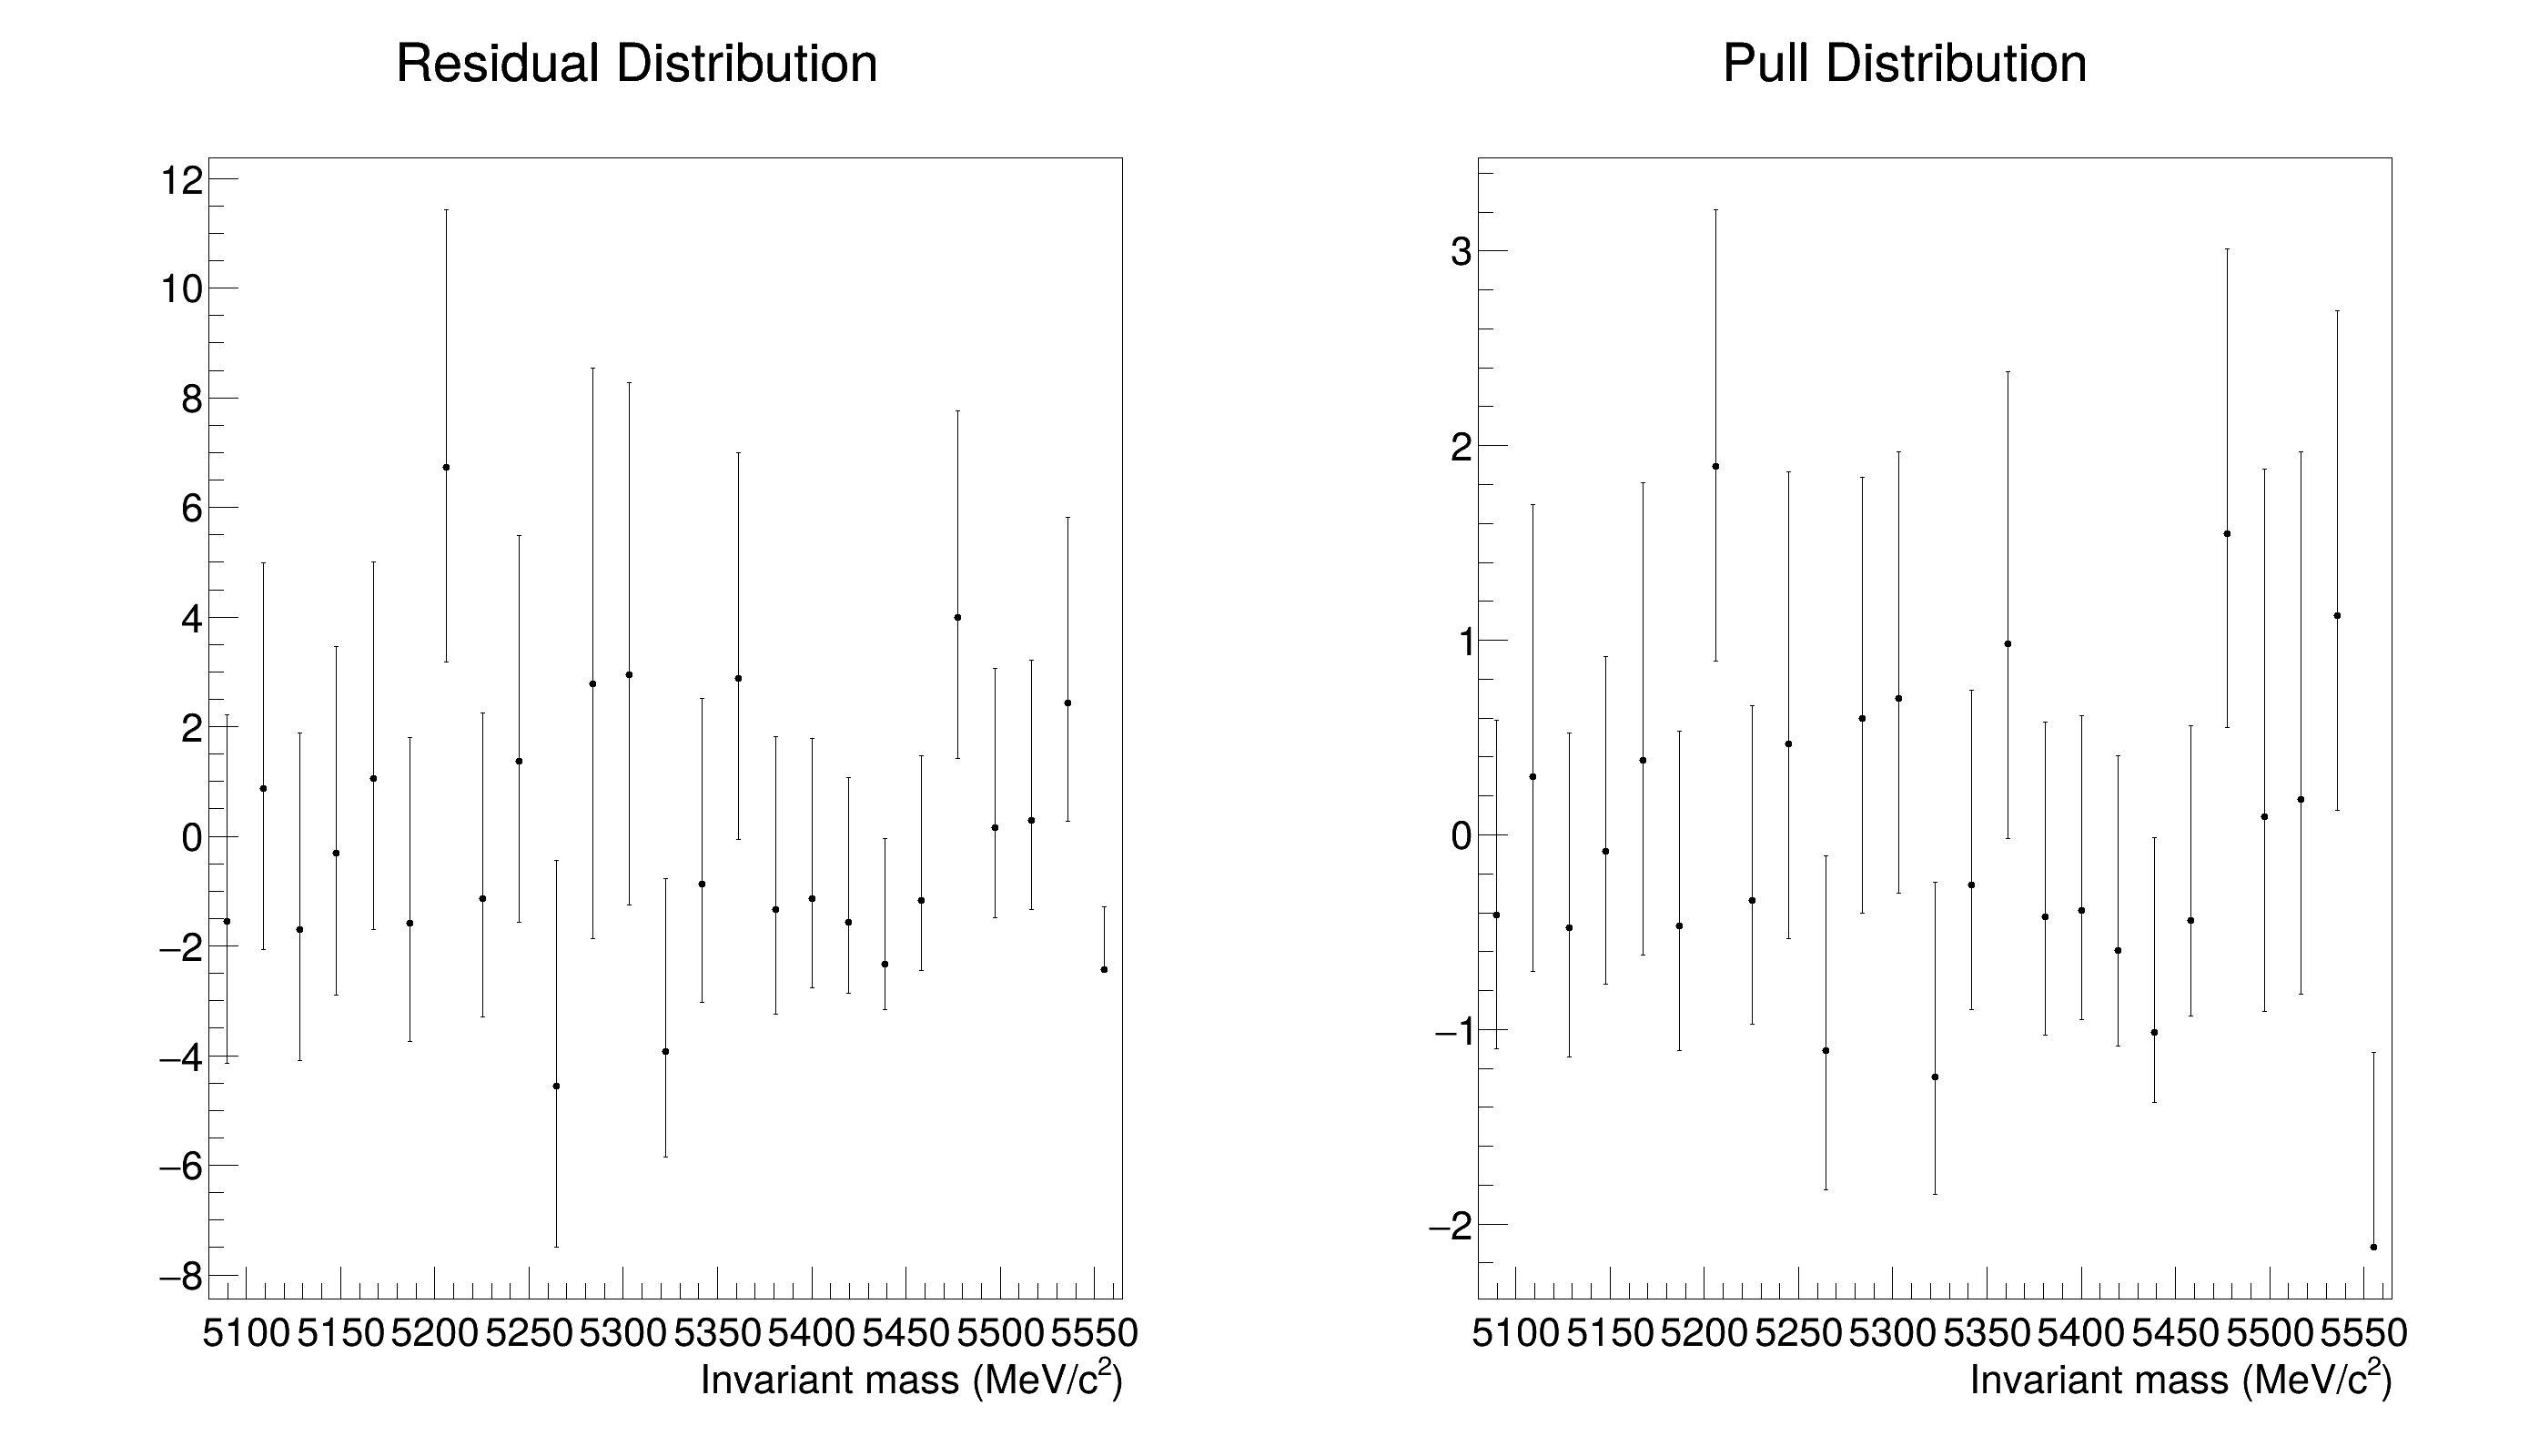 Residual Distribution
12
10
8
6
4
2
0
−2
−4
−6
−8
5100 5150 5200 5250 5300 5350 5400 5450 5500 5550
Invariant mass (MeV/c²)
Pull Distribution
3
2
1
0
−1
−2
5100 5150 5200 5250 5300 5350 5400 5450 5500 5550
Invariant mass (MeV/c²)